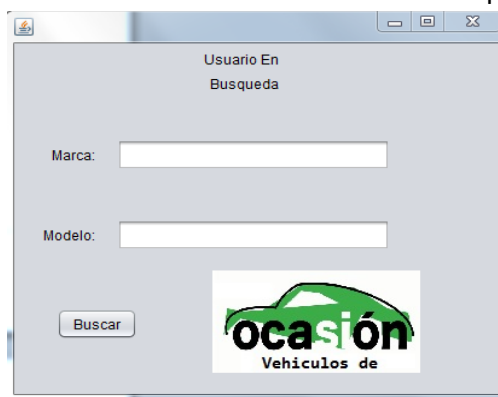 Usuario En
Busqueda
Marca:
Modelo:
Buscar
ocasión
Vehiculos de